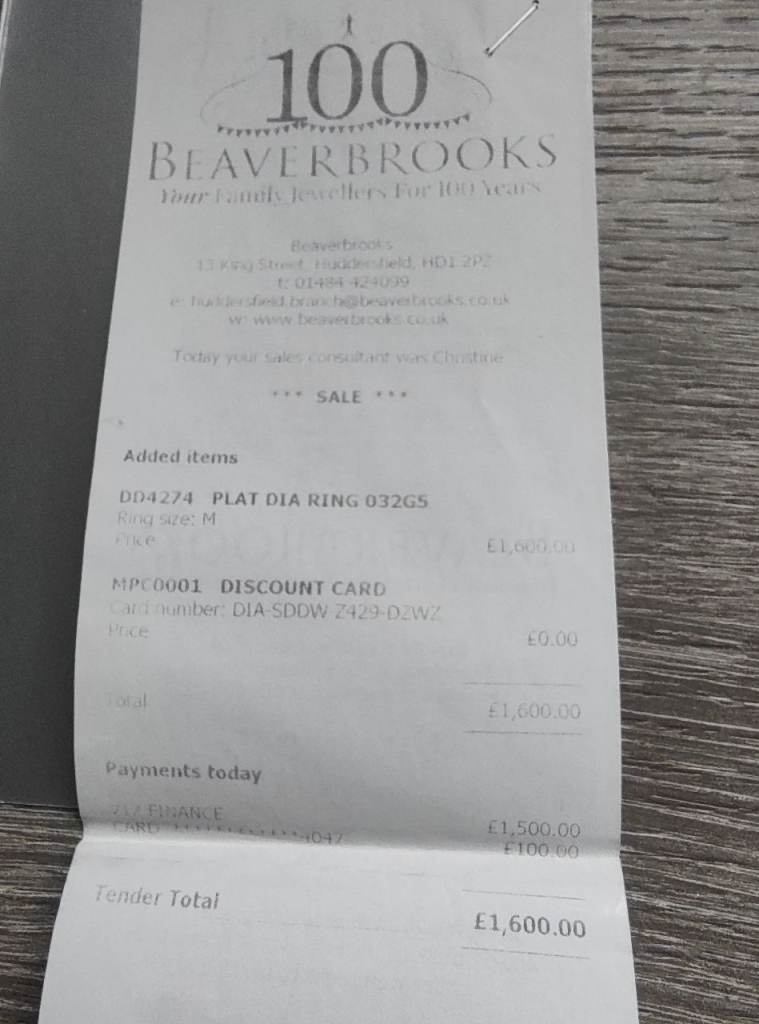 100
BEAVERBROOKS
Your Family Jewellers For 100 Years
Beaverbrooks
13 King Street, Huddersfield, HD1 2PZ
t: 01484 424099
e: huddersfield.branch@beaverbrooks.co.uk
w: www.beaverbrooks.co.uk
Today your sales consultant was Christine
*** SALE ***
Added items
DD4274 PLAT DIA RING 032G5
Ring size: M
Price £1,600.00
MPC0001 DISCOUNT CARD
Card number: DIA-SDDW-Z429-DZWZ
Price £0.00
Total £1,600.00
Payments today
FINANCE £1,500.00
CARD ************4047 £100.00
Tender Total £1,600.00